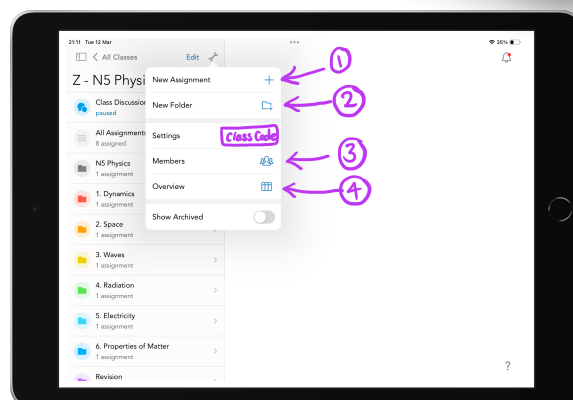 21:11 Tue 12 Mar
35%
All Classes
Edit
Z - N5 Physi
New Assignment
1
New Folder
2
Class Discussion
paused
All Assignments
8 assigned
Settings
Class Code
N5 Physics
1 assignment
Members
3
Overview
4
1. Dynamics
1 assignment
Show Archived
2. Space
1 assignment
3. Waves
1 assignment
4. Radiation
1 assignment
5. Electricity
1 assignment
6. Properties of Matter
1 assignment
Revision
?